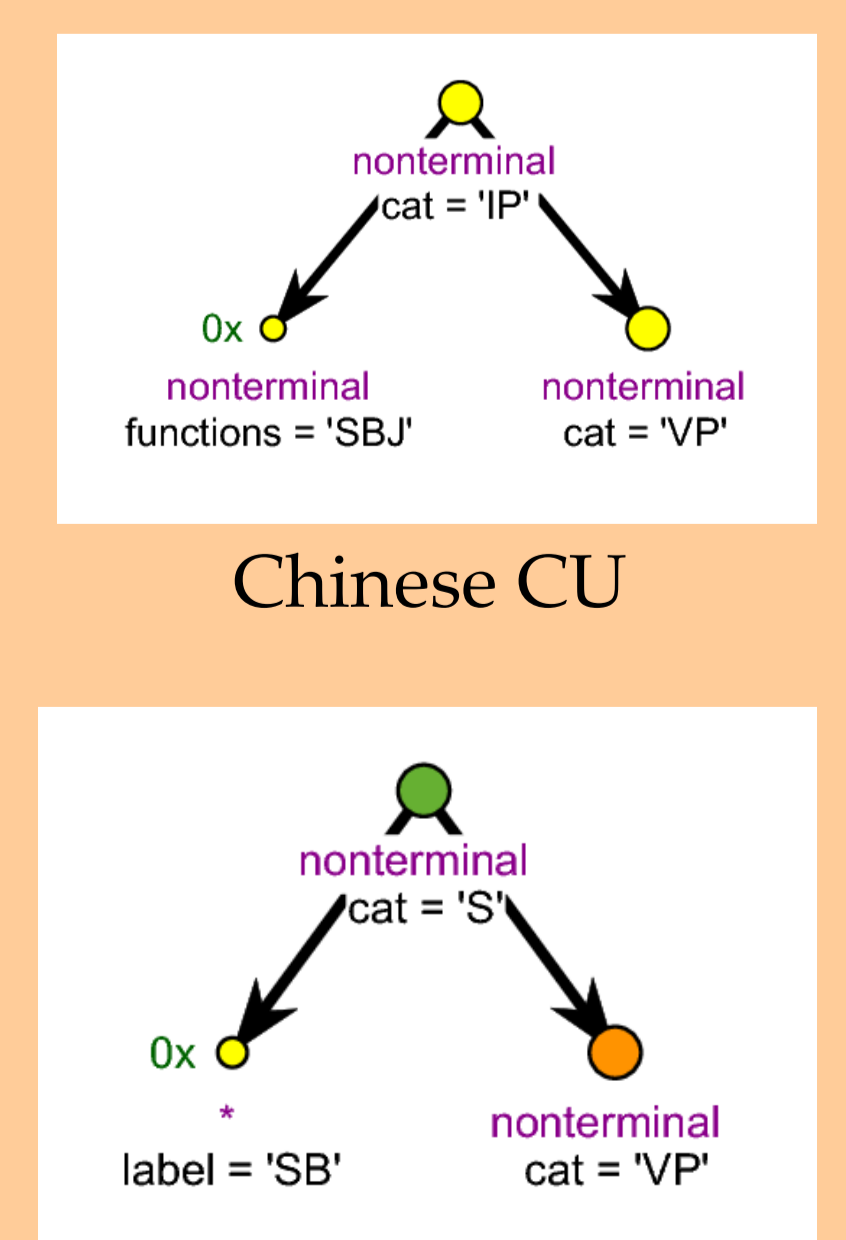 nonterminal
cat = 'IP'
0x
nonterminal nonterminal
functions = 'SBJ' cat = 'VP'
Chinese CU
nonterminal
cat = 'S'
0x
* nonterminal
label = 'SB' cat = 'VP'